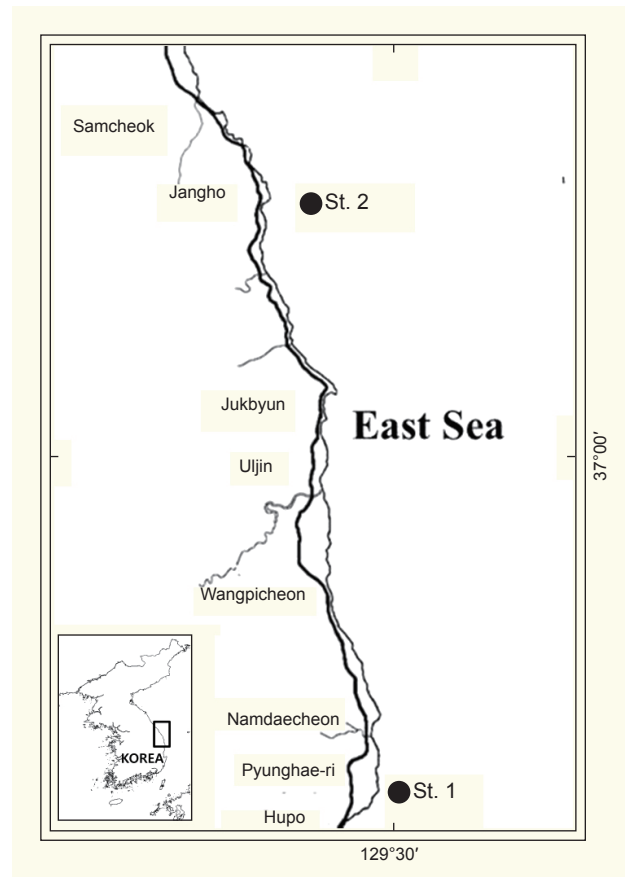 Samcheok
Jangho
St. 2
Jukbyun
East Sea
Uljin
37°00′
Wangpicheon
Namdaecheon
KOREA
Pyunghae-ri
St. 1
Hupo
129°30′